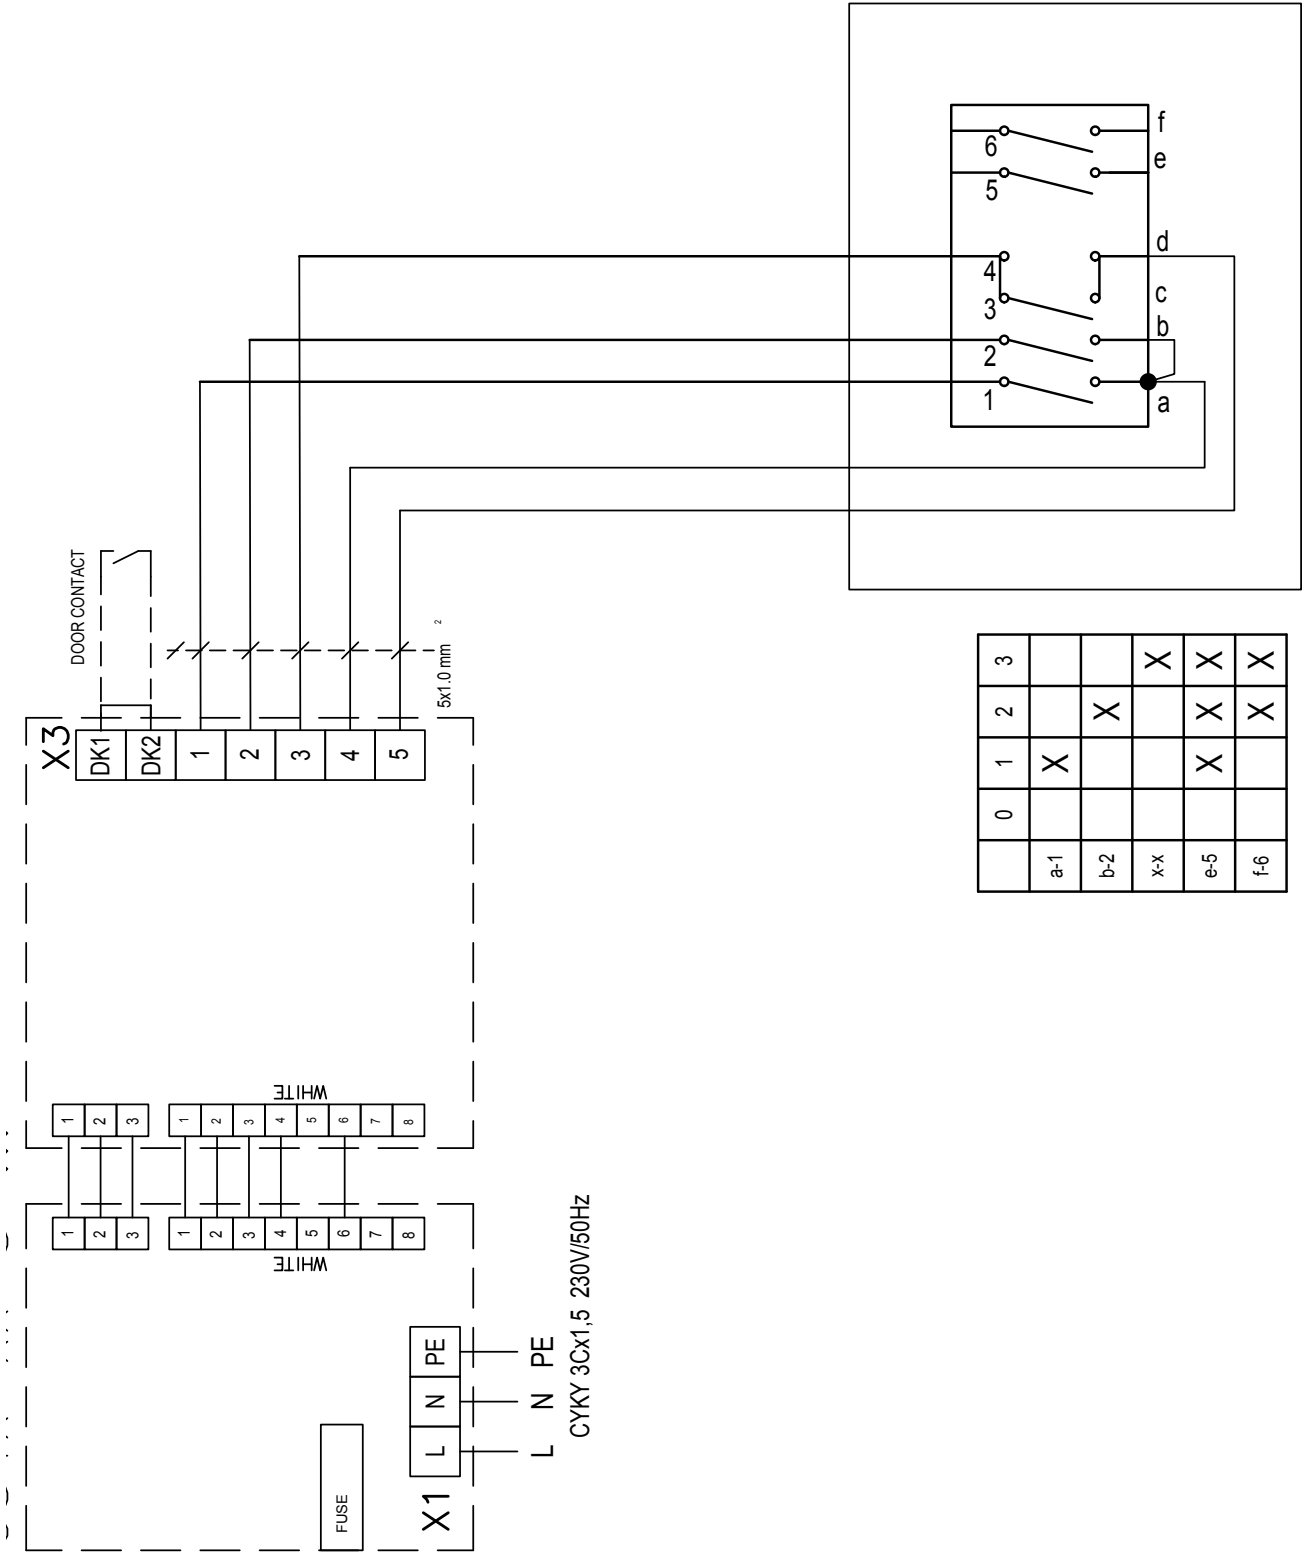 f
6
e
5
d
4
c
3
b
2
a
1
DOOR CONTACT
5x1.0 mm 2
X3
DK1
DK2
1
2
3
4
5
0 1 2 3
a-1 X
b-2 X
x-x X
e-5 X X X
f-6 X X
1 2 3
1 2 3 4 5 6 7 8
WHITE
1 2 3
1 2 3 4 5 6 7 8
WHITE
FUSE
X1
L N PE
L N PE
CYKY 3Cx1,5 230V/50Hz